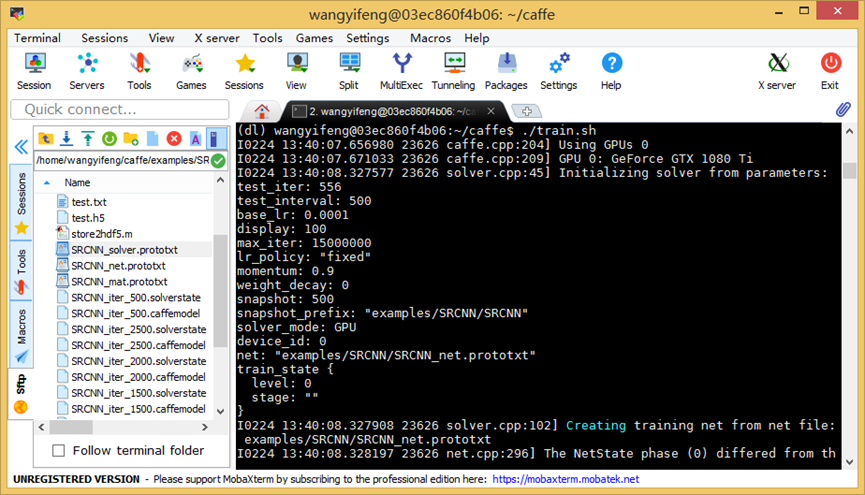 wangyifeng@03ec860f4b06: ~/caffe
Terminal Sessions View X server Tools Games Settings Macros Help
Session Servers Tools Games Sessions View Split MultiExec Tunneling Packages Settings Help X server Exit
Quick connect...
2. wangyifeng@03ec860f4b06: ~/c
/home/wangyifeng/caffe/examples/SR
Name
test.txt
test.h5
store2hdf5.m
SRCNN_solver.prototxt
SRCNN_net.prototxt
SRCNN_mat.prototxt
SRCNN_iter_500.solverstate
SRCNN_iter_500.caffemodel
SRCNN_iter_2500.solverstate
SRCNN_iter_2500.caffemodel
SRCNN_iter_2000.solverstate
SRCNN_iter_2000.caffemodel
SRCNN_iter_1500.solverstate
SRCNN_iter_1500.caffemodel
Sessions
Tools
Macros
Sftp
Follow terminal folder
(dl) wangyifeng@03ec860f4b06:~/caffe$ ./train.sh
I0224 13:40:07.656980 23626 caffe.cpp:204] Using GPUs 0
I0224 13:40:07.671033 23626 caffe.cpp:209] GPU 0: GeForce GTX 1080 Ti
I0224 13:40:08.327577 23626 solver.cpp:45] Initializing solver from parameters:
test_iter: 556
test_interval: 500
base_lr: 0.0001
display: 100
max_iter: 15000000
lr_policy: "fixed"
momentum: 0.9
weight_decay: 0
snapshot: 500
snapshot_prefix: "examples/SRCNN/SRCNN"
solver_mode: GPU
device_id: 0
net: "examples/SRCNN/SRCNN_net.prototxt"
train_state {
level: 0
stage: ""
}
I0224 13:40:08.327908 23626 solver.cpp:102] Creating training net from net file:
examples/SRCNN/SRCNN_net.prototxt
I0224 13:40:08.328197 23626 net.cpp:296] The NetState phase (0) differed from th
UNREGISTERED VERSION - Please support MobaXterm by subscribing to the professional edition here: https://mobaxterm.mobatek.net